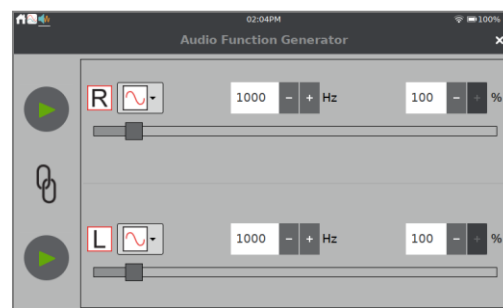 02:04PM
100%
Audio Function Generator
R 1000 - + Hz 100 - + %
L 1000 - + Hz 100 - + %